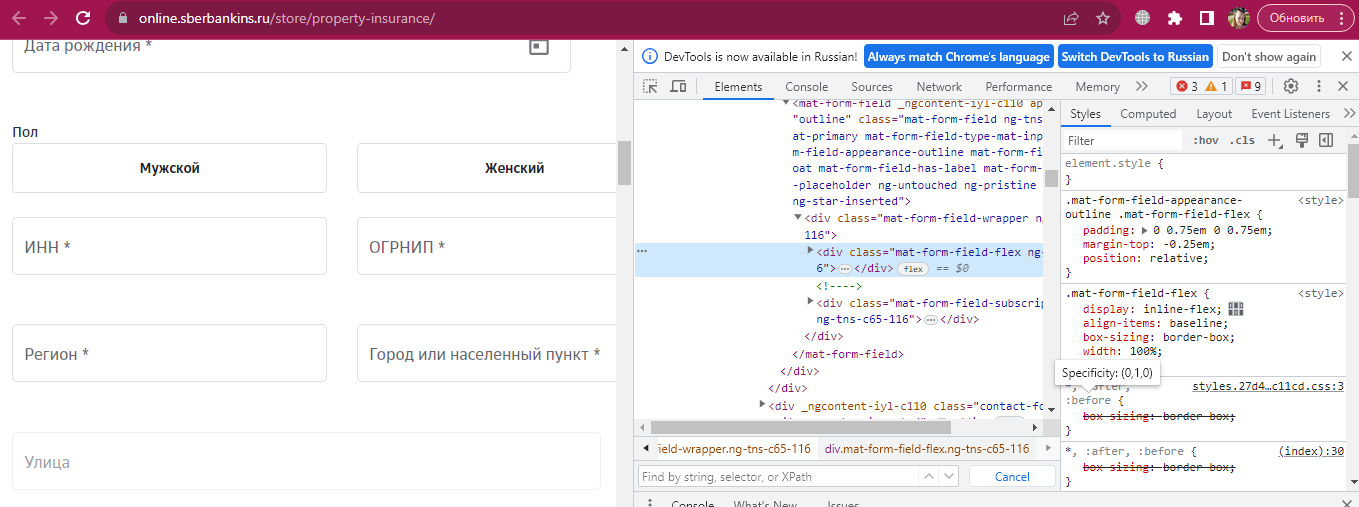 online.sberbankins.ru/store/property-insurance/
Обновить
Дата рождения *
Пол
Мужской
Женский
ИНН *
ОГРНИП *
Регион *
Город или населенный пункт *
Улица
DevTools is now available in Russian!
Always match Chrome's language
Switch DevTools to Russian
Don't show again
Elements
Console
Sources
Network
Performance
Memory
3
1
9
<mat-form-field _ngcontent-iyl-c110 ap
"outline" class="mat-form-field ng-tns
at-primary mat-form-field-type-mat-inp
m-field-appearance-outline mat-form-fi
oat mat-form-field-has-label mat-form-
-placeholder ng-untouched ng-pristine
ng-star-inserted">
<div class="mat-form-field-wrapper ng
116">
<div class="mat-form-field-flex ng-
6"> … </div> flex == $0
<!---->
<div class="mat-form-field-subscrip
ng-tns-c65-116"> … </div>
</div>
</mat-form-field>
</div>
</div>
<div _ngcontent-iyl-c110 class="contact-fo
ield-wrapper.ng-tns-c65-116
div.mat-form-field-flex.ng-tns-c65-116
Find by string, selector, or XPath
Cancel
Console
What's New
Issues
Styles
Computed
Layout
Event Listeners
Filter
:hov
.cls
element.style {
}
.mat-form-field-appearance- <style>
outline .mat-form-field-flex {
padding: 0 0.75em 0 0.75em;
margin-top: -0.25em;
position: relative;
}
.mat-form-field-flex { <style>
display: inline-flex;
align-items: baseline;
box-sizing: border-box;
width: 100%;
Specificity: (0,1,0)
*, :after, styles.27d4…c11cd.css:3
:before {
box-sizing: border-box;
}
*, :after, :before { (index):30
box-sizing: border-box;
}